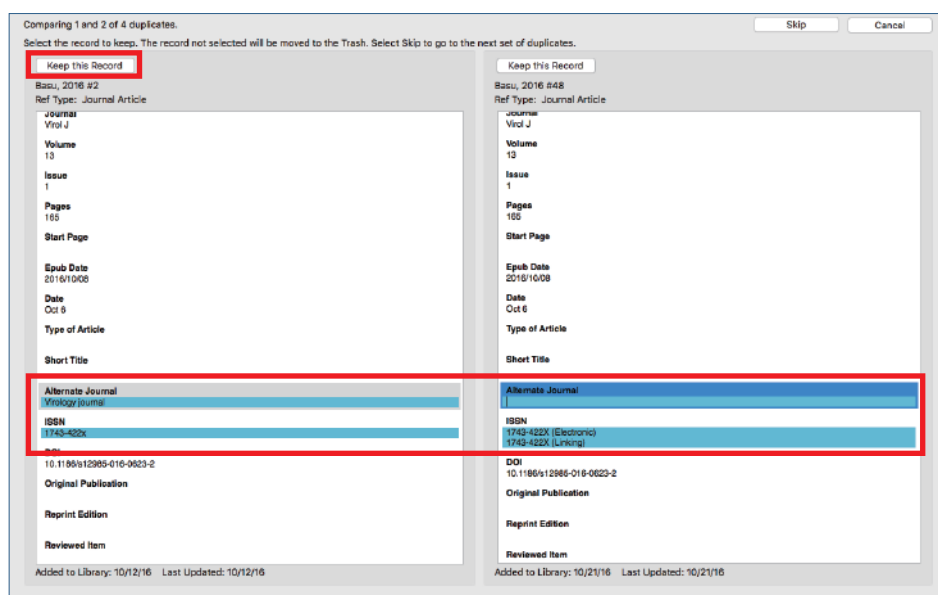 Comparing 1 and 2 of 4 duplicates.
Skip
Cancel
Select the record to keep. The record not selected will be moved to the Trash. Select Skip to go to the next set of duplicates.
Keep this Record
Basu, 2016 #2
Ref Type: Journal Article
Journal
Virol J
Volume
13
Issue
1
Pages
165
Start Page
Epub Date
2016/10/08
Date
Oct 6
Type of Article
Short Title
Alternate Journal
Virology journal
ISSN
1743-422x
DOI
10.1186/s12985-016-0623-2
Original Publication
Reprint Edition
Reviewed Item
Added to Library: 10/12/16 Last Updated: 10/12/16
Keep this Record
Basu, 2016 #48
Ref Type: Journal Article
Journal
Virol J
Volume
13
Issue
1
Pages
165
Start Page
Epub Date
2016/10/08
Date
Oct 6
Type of Article
Short Title
Alternate Journal
ISSN
1743-422X (Electronic)
1743-422X (Linking)
DOI
10.1186/s12985-016-0623-2
Original Publication
Reprint Edition
Reviewed Item
Added to Library: 10/21/16 Last Updated: 10/21/16